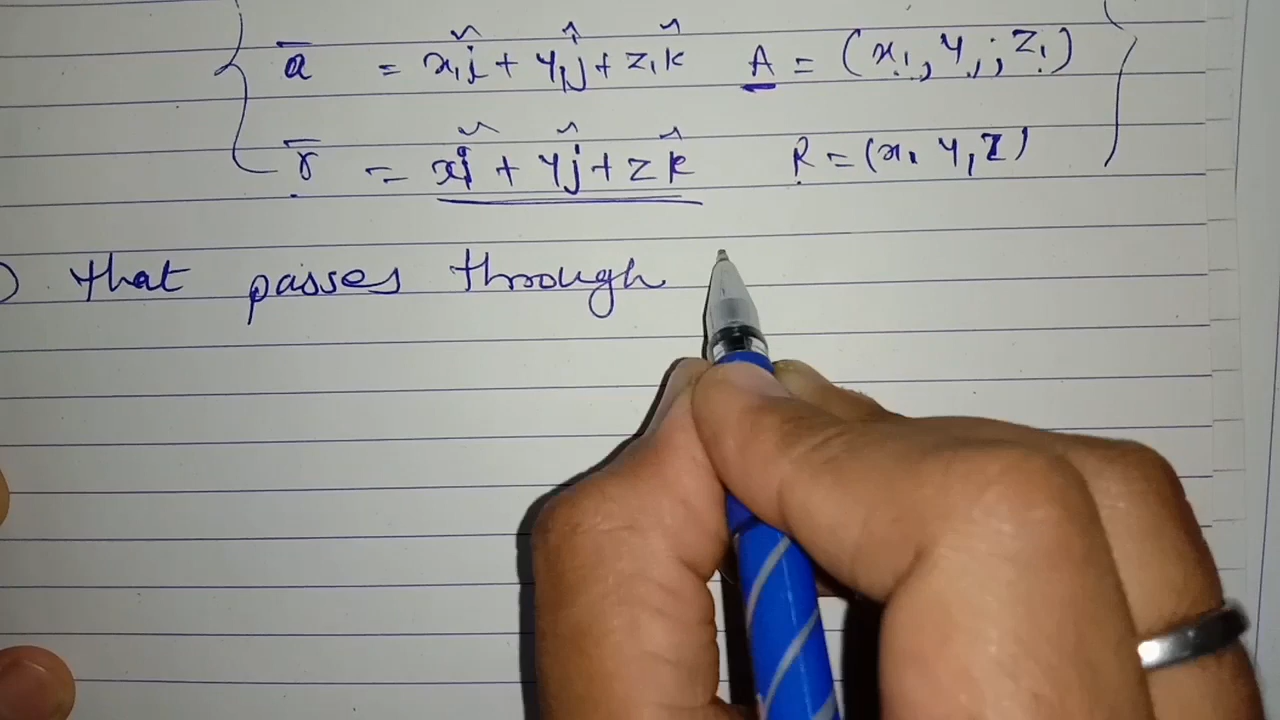 a̅ = x₁î + y₁ĵ + z₁k̂ A = (x₁, y₁, z₁)
r̅ = xî + yĵ + zk̂ R = (x, y, z)
) that passes through